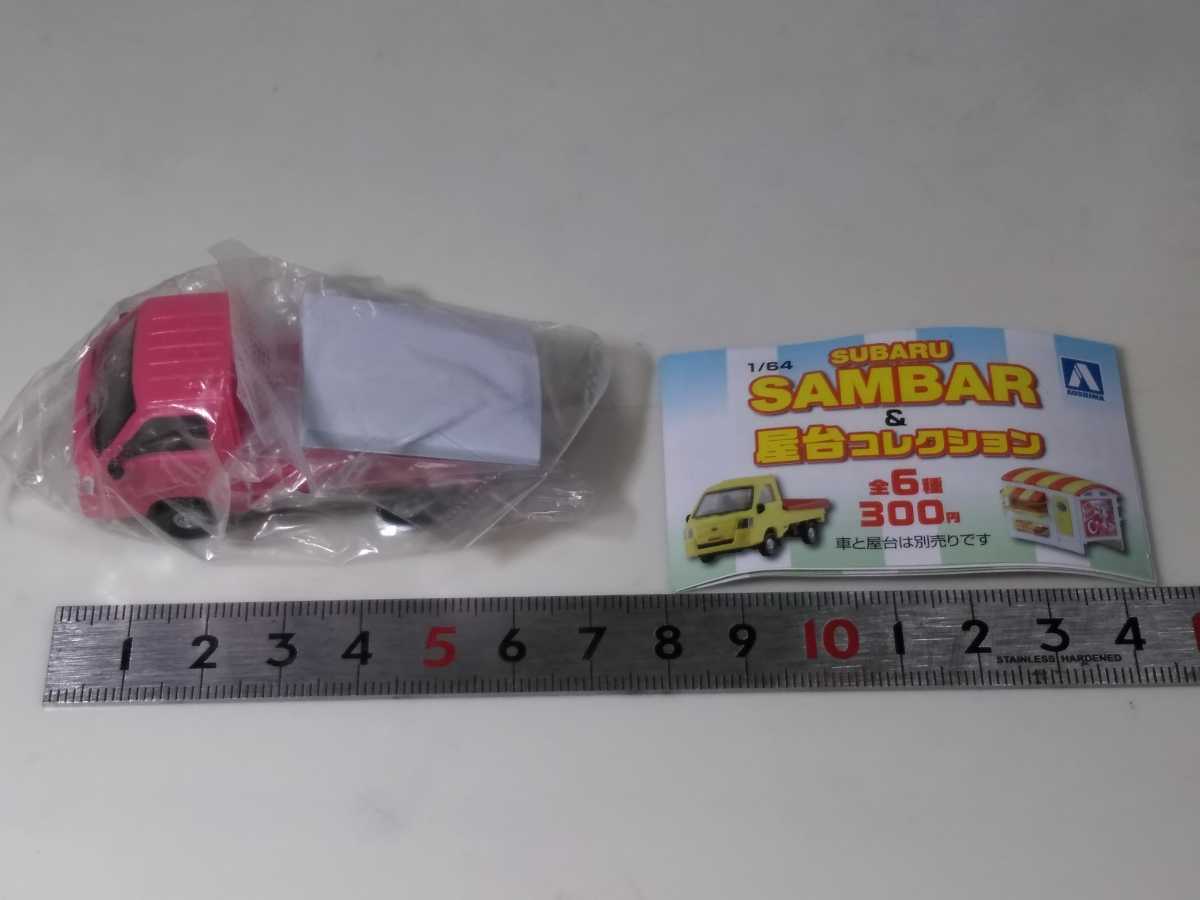 1/64
SUBARU
SAMBAR
&
屋台コレクション
全6種
300円
車と屋台は別売りです
AOSHIMA
1 2 3 4 5 6 7 8 9 10 1 2 3 4
STAINLESS HARDENED